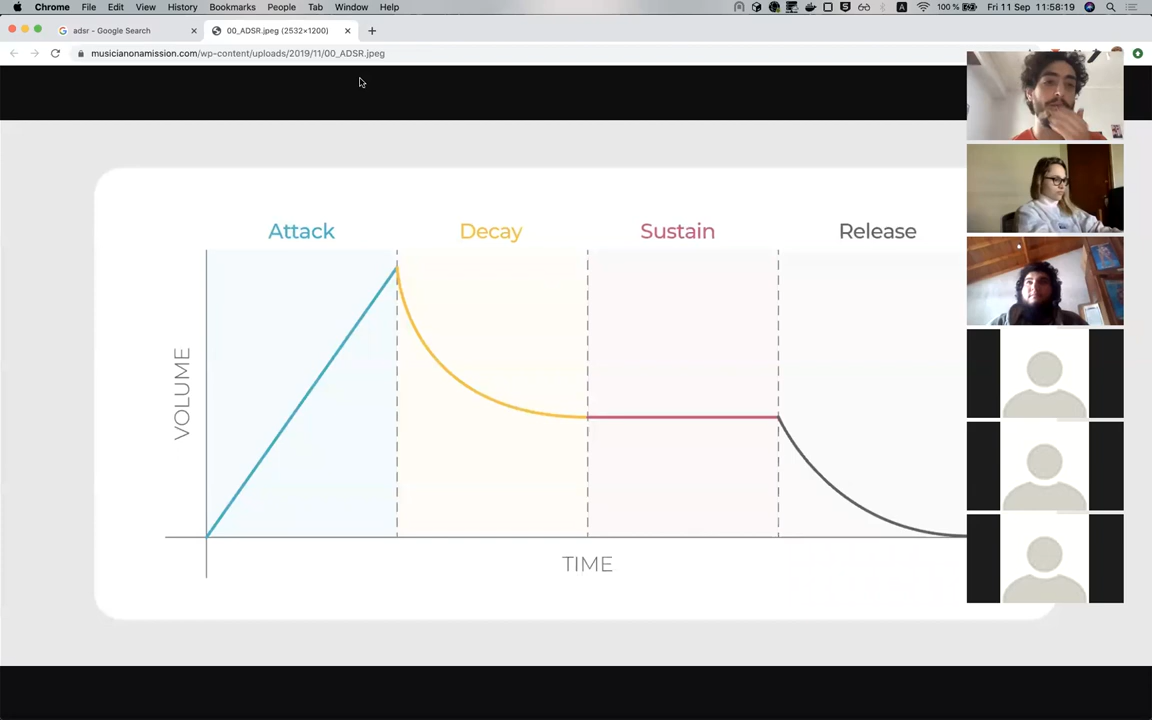 Chrome File Edit View History Bookmarks People Tab Window Help 100 % Fri 11 Sep 11:58:19
adsr - Google Search 00_ADSR.jpeg (2532×1200)
musicianonamission.com/wp-content/uploads/2019/11/00_ADSR.jpeg
Attack Decay Sustain Release
VOLUME
TIME